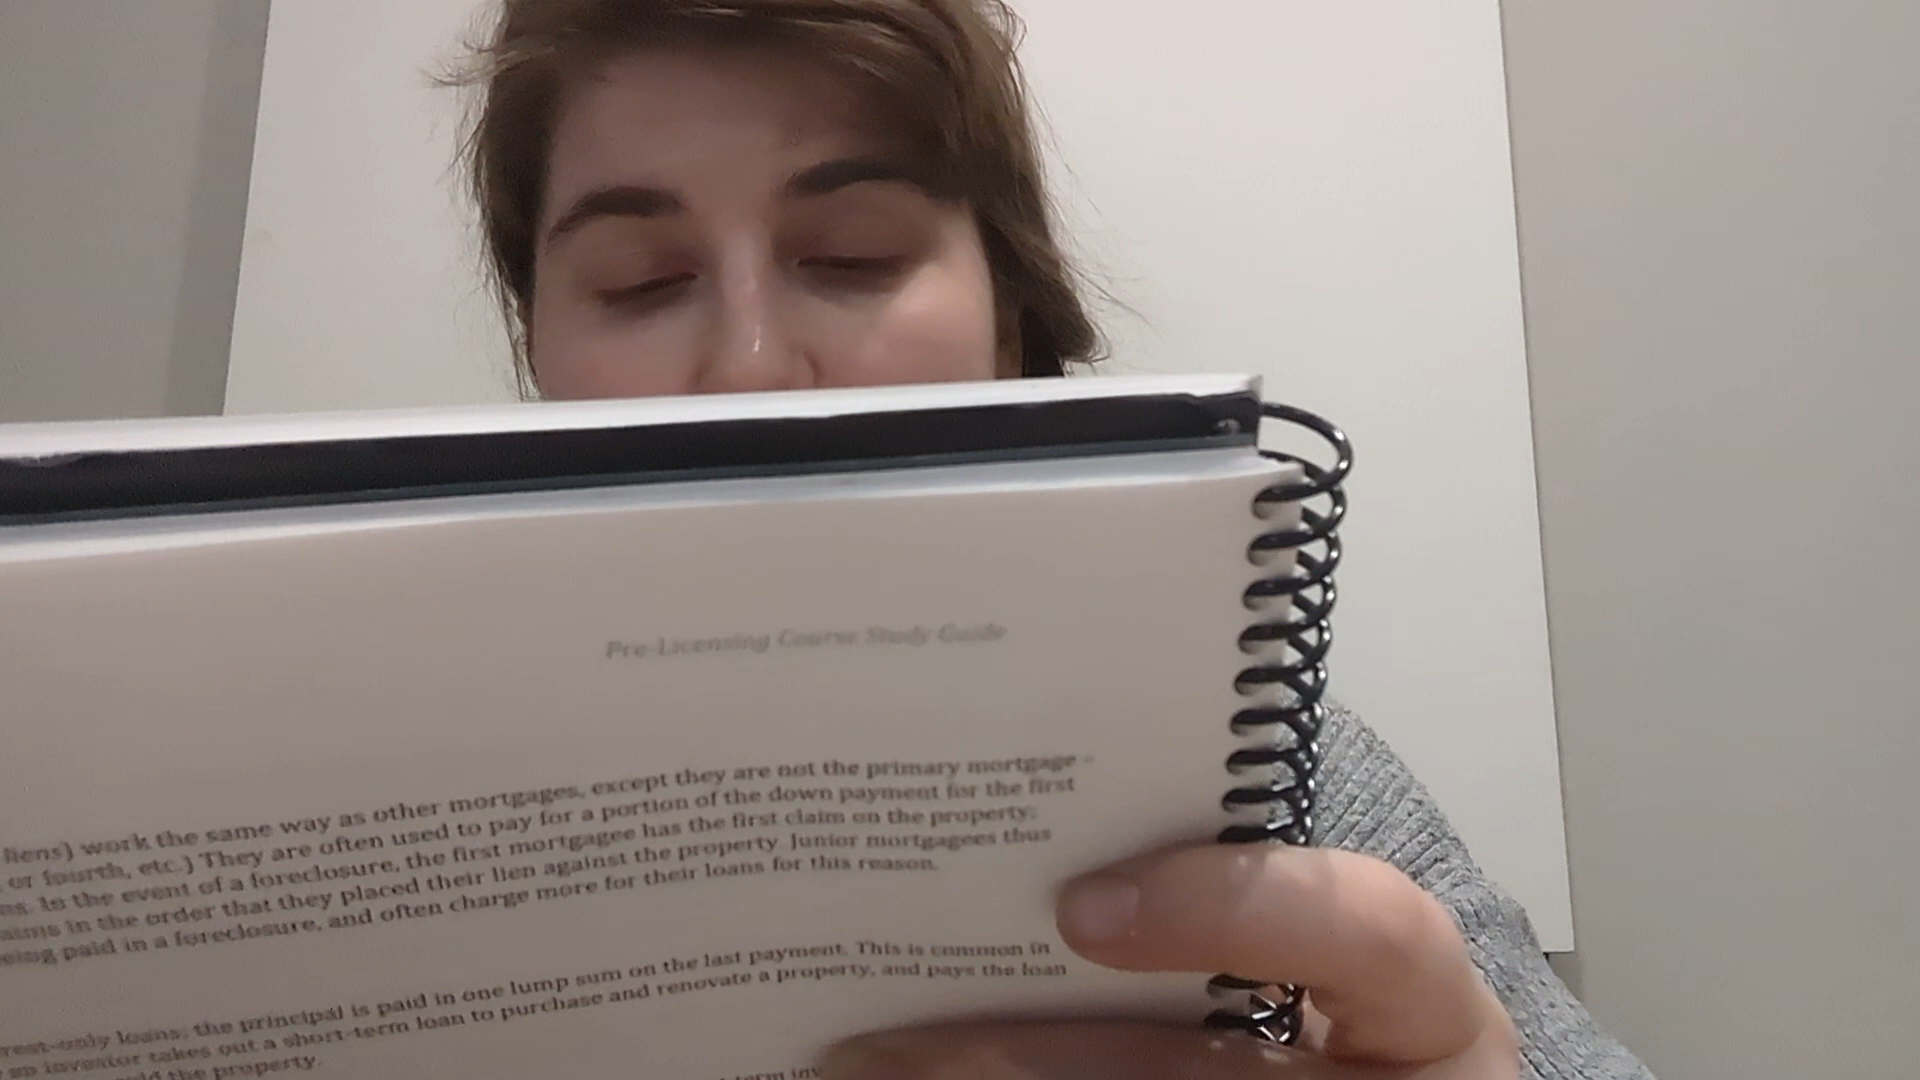 Pre-Licensing Course Study Guide
liens) work the same way as other mortgages, except they are not the primary mortgage -
or fourth, etc.) They are often used to pay for a portion of the down payment for the first
In the event of a foreclosure, the first mortgagee has the first claim on the property.
in the order that they placed their lien against the property. Junior mortgagees thus
paid in a foreclosure, and often charge more for their loans for this reason.
loans; the principal is paid in one lump sum on the last payment. This is common in
an investor takes out a short-term loan to purchase and renovate a property, and pays the loan
the property.